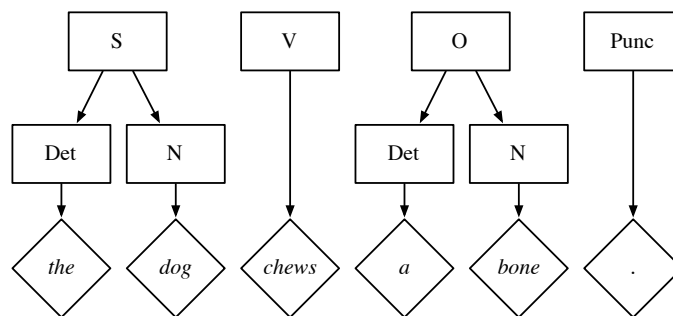 S V O Punc
Det N Det N
the dog chews a bone .